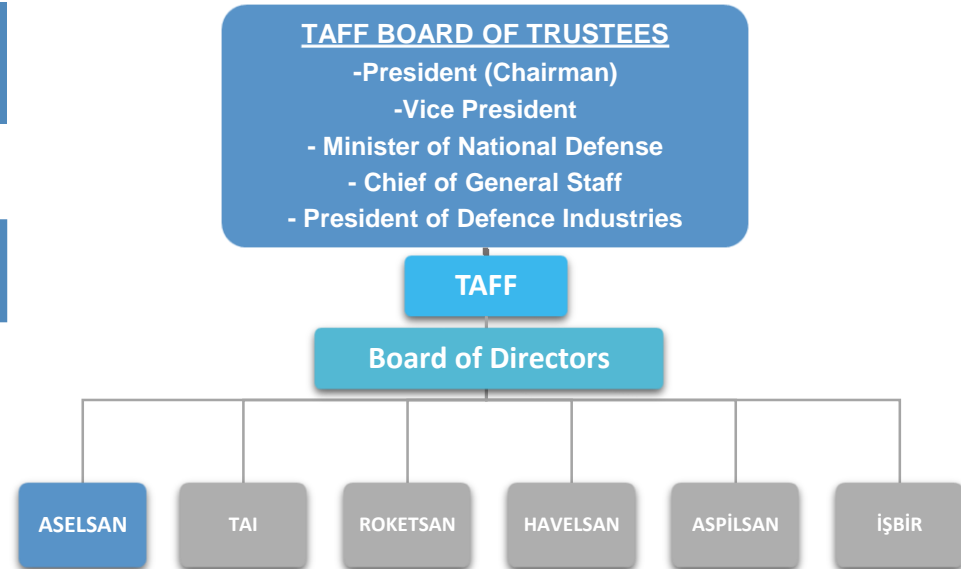 TAFF BOARD OF TRUSTEES
-President (Chairman)
-Vice President
- Minister of National Defense
- Chief of General Staff
- President of Defence Industries
TAFF
Board of Directors
ASELSAN
TAI
ROKETSAN
HAVELSAN
ASPİLSAN
İŞBİR